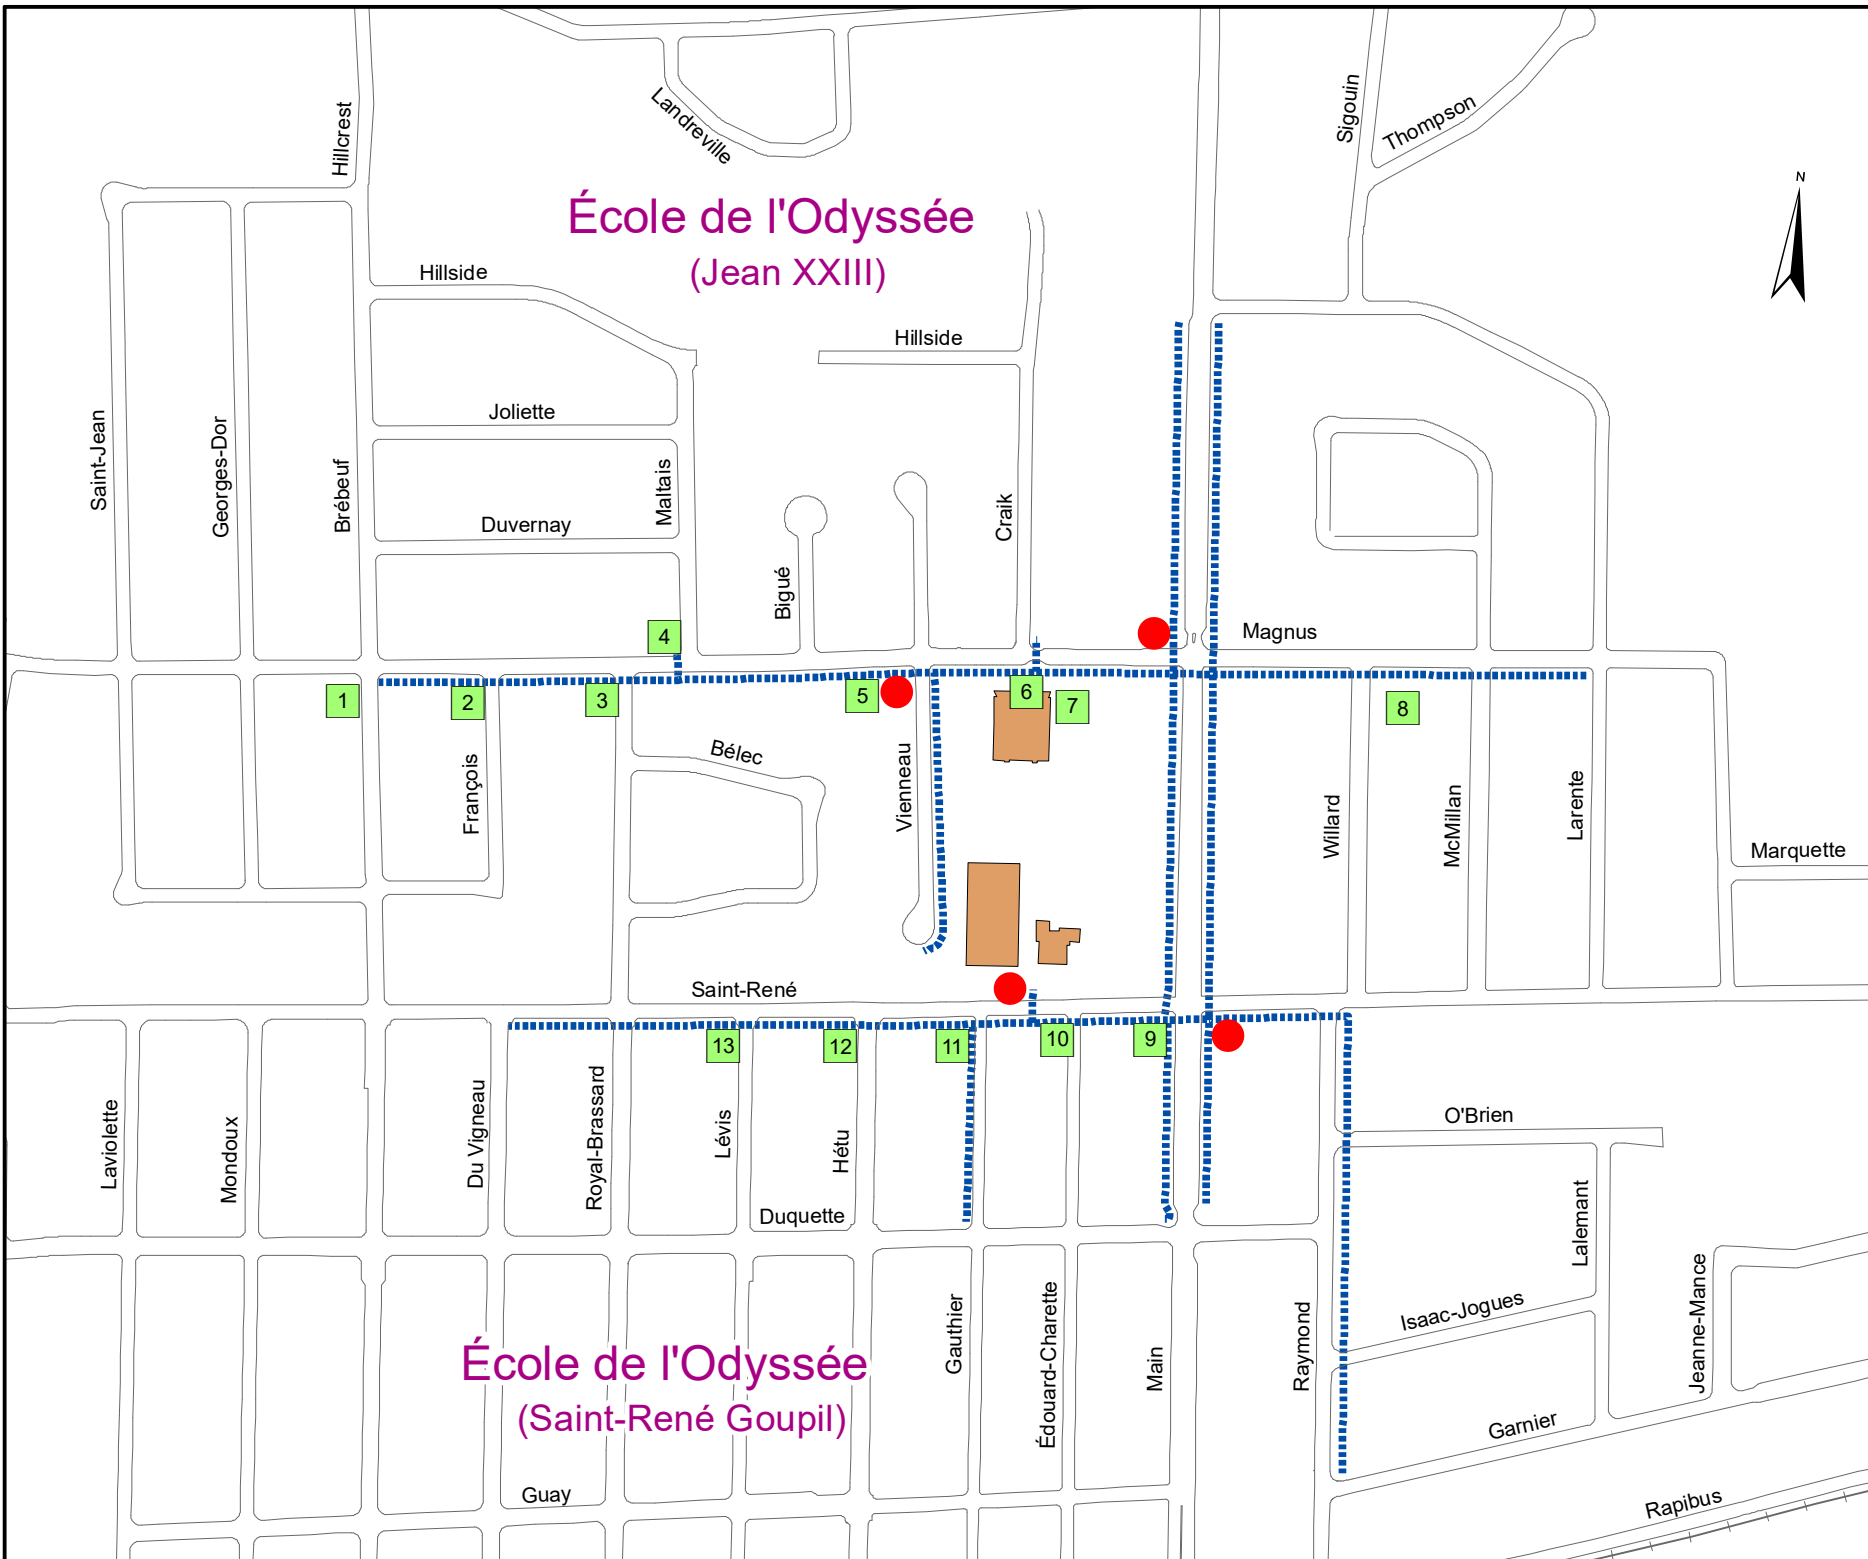 Hillcrest
Landreville
Sigouin
Thompson
N
École de l'Odyssée
(Jean XXIII)
Hillside
Hillside
Joliette
Saint-Jean
Georges-Dor
Brébeuf
Maltais
Craik
Duvernay
Bigué
4
Magnus
1
2
3
5
6
7
8
Bélec
François
Vienneau
Willard
McMillan
Larente
Marquette
Saint-René
13
12
11
10
9
Laviolette
Mondoux
Du Vigneau
Royal-Brassard
Lévis
Hétu
O'Brien
Duquette
Lalemant
Jeanne-Mance
Isaac-Jogues
Gauthier
Édouard-Charette
Main
Raymond
École de l'Odyssée
(Saint-René Goupil)
Garnier
Guay
Rapibus